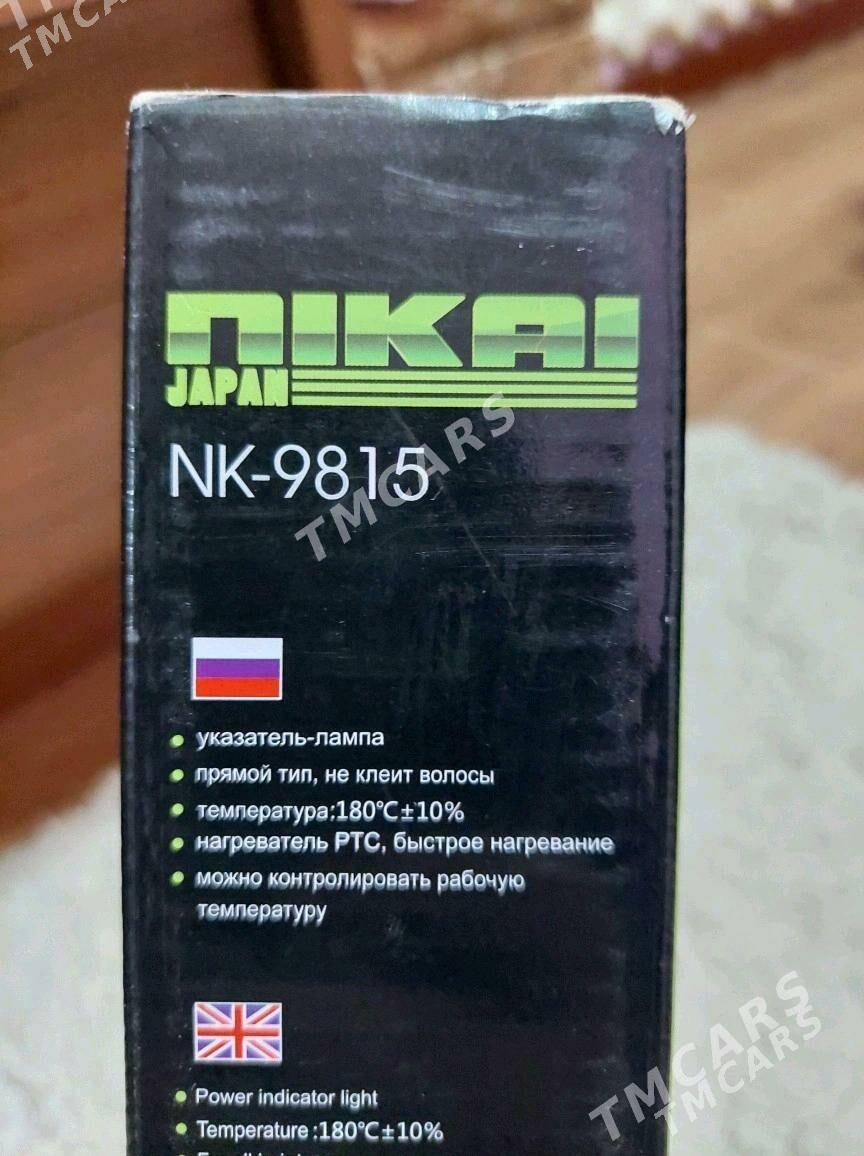 TMCARS
NIKAI
JAPAN
NK-9815
TMCARS
указатель-лампа
прямой тип, не клеит волосы
температура:180℃±10%
нагреватель PTC, быстрое нагревание
можно контролировать рабочую
температуру
Power indicator light
Temperature:180℃±10%
TMCARS
TMCARS